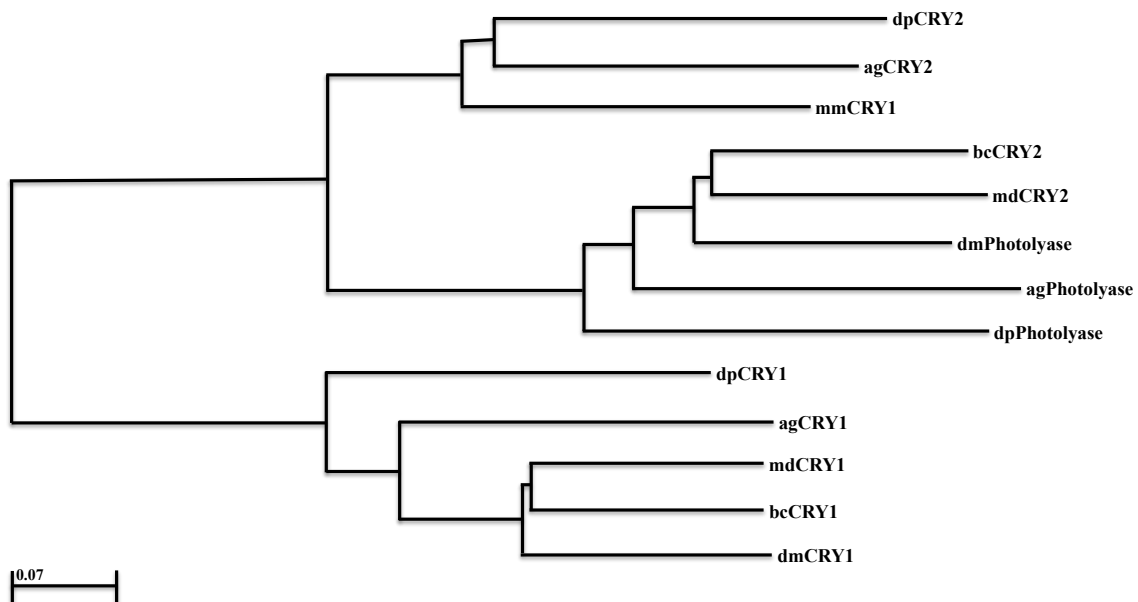 dpCRY2
agCRY2
mmCRY1
bcCRY2
mdCRY2
dmPhotolyase
agPhotolyase
dpPhotolyase
dpCRY1
agCRY1
mdCRY1
bcCRY1
dmCRY1
0.07